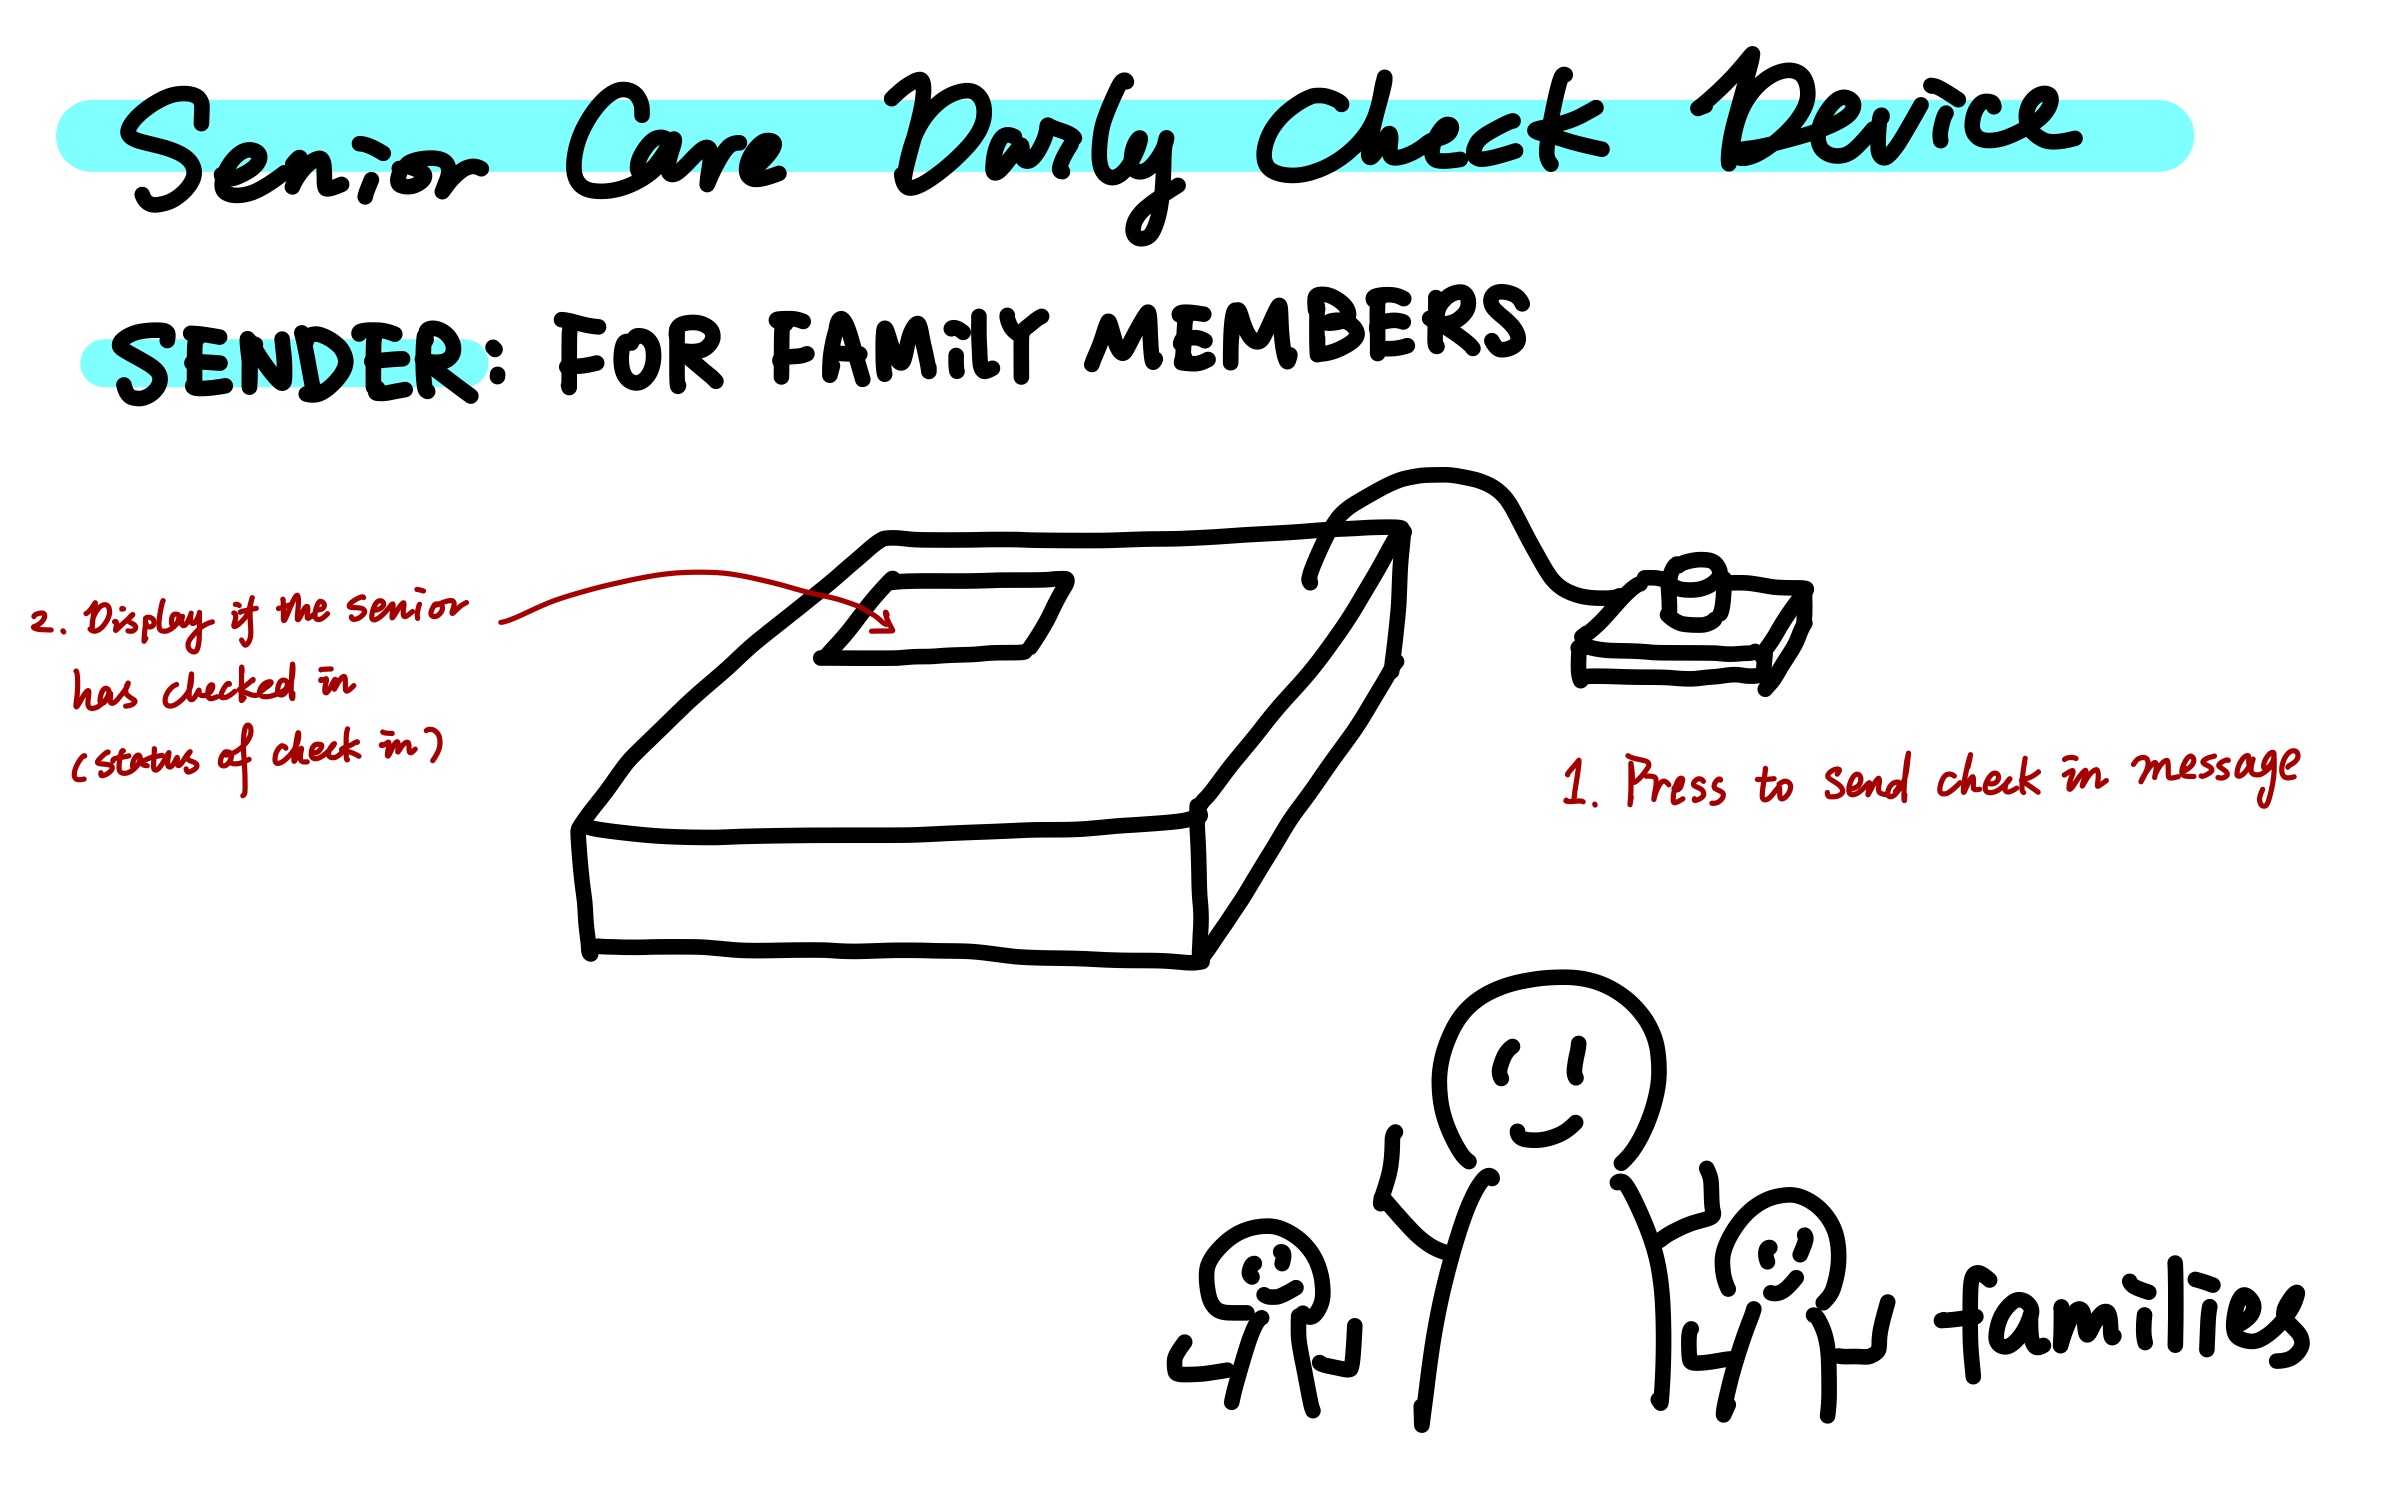 Senior Care Daily Check Device
SENDER: FOR FAMILY MEMBERS
2. Display if the senior
has checked in
(status of check in)
1. Press to send check in message
families